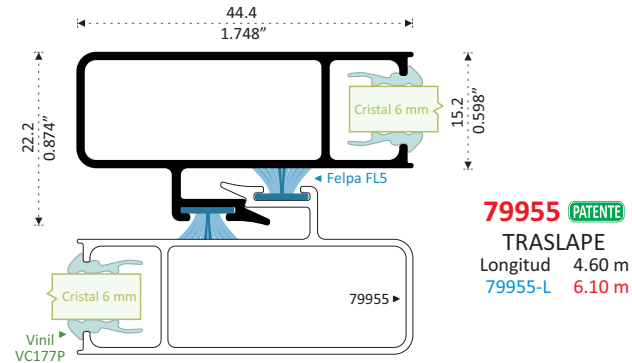 44.4
1.748”
22.2
0.874”
Cristal 6 mm
15.2
0.598”
Felpa FL5
79955 PATENTE
TRASLAPE
Longitud 4.60 m
79955-L 6.10 m
Cristal 6 mm
79955
Vinil
VC177P